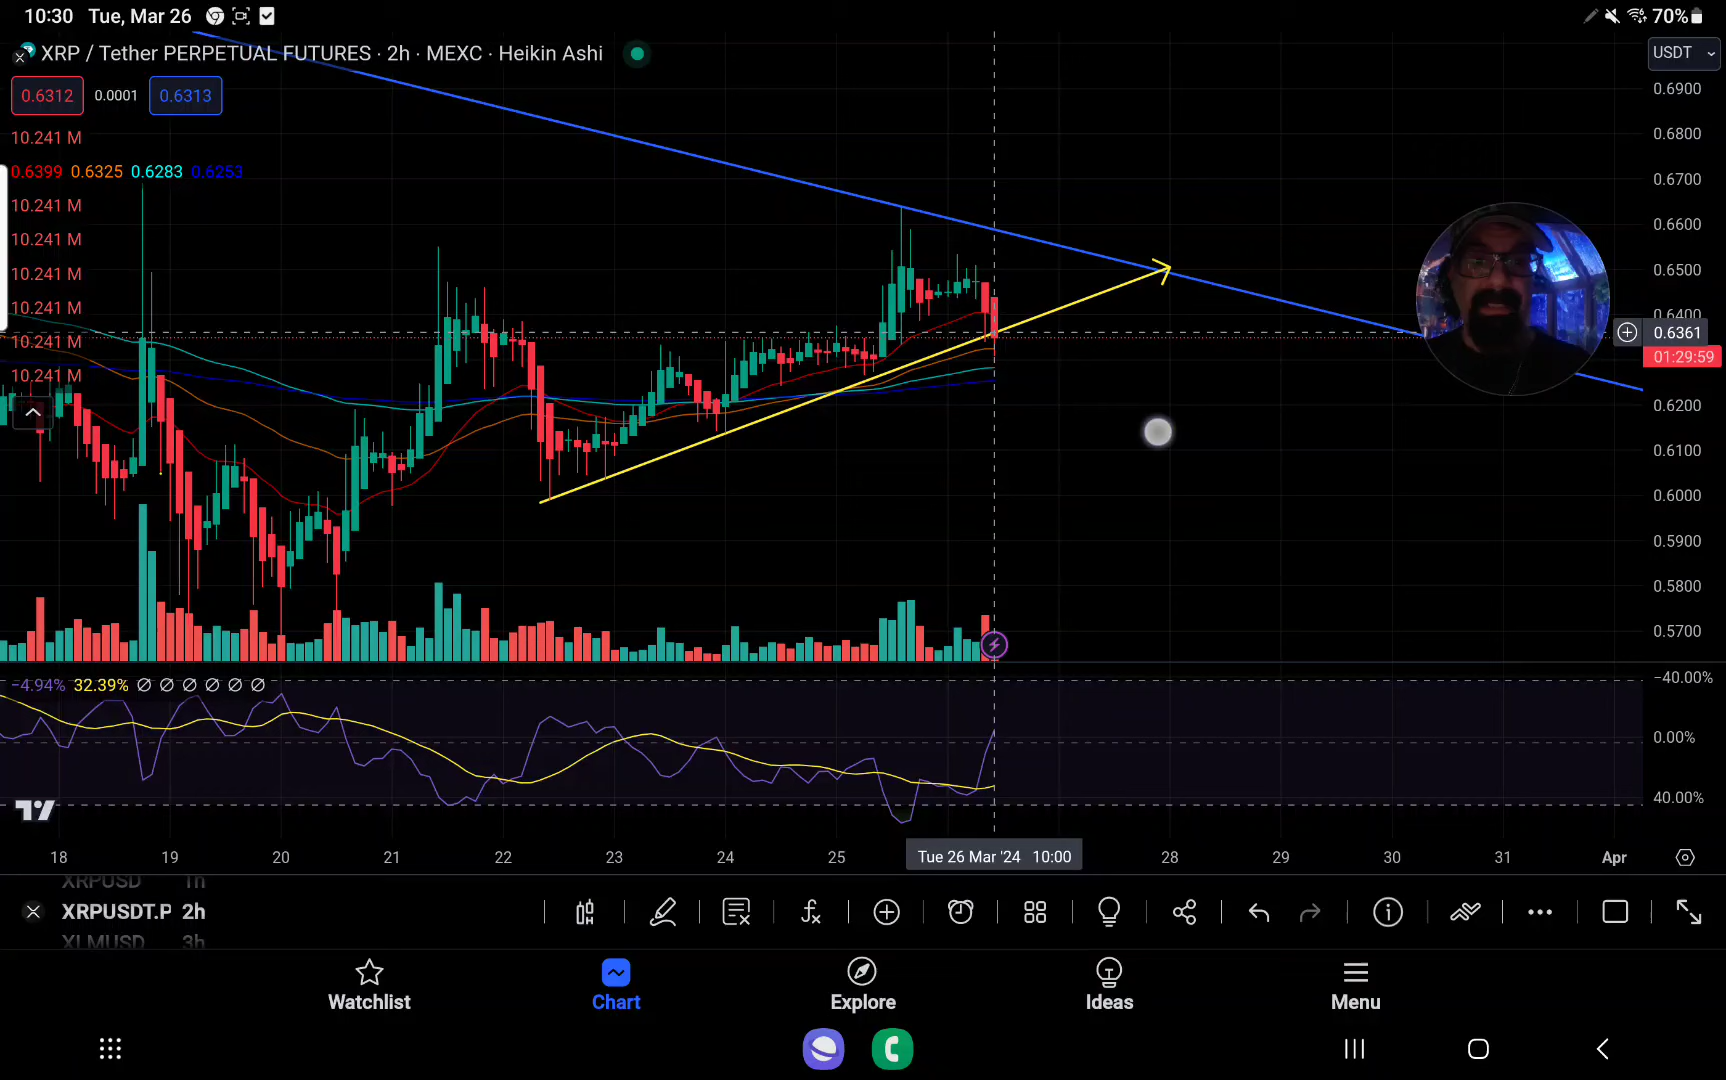 10:30 Tue, Mar 26
70%
XRP / Tether PERPETUAL FUTURES · 2h · MEXC · Heikin Ashi
USDT
0.6312 0.0001 0.6313
10.241 M
0.6399 0.6325 0.6283 0.6253
10.241 M
10.241 M
10.241 M
10.241 M
10.241 M
10.241 M
0.6900
0.6800
0.6700
0.6600
0.6500
0.6400
0.6361
01:29:59
0.6200
0.6100
0.6000
0.5900
0.5800
0.5700
−4.94% 32.39% ∅ ∅ ∅ ∅ ∅ ∅
−40.00%
0.00%
40.00%
18 19 20 21 22 23 24 25 Tue 26 Mar '24 10:00 28 29 30 31 Apr
XRPUSD 1h
XRPUSDT.P 2h
XLMUSD 3h
Watchlist Chart Explore Ideas Menu